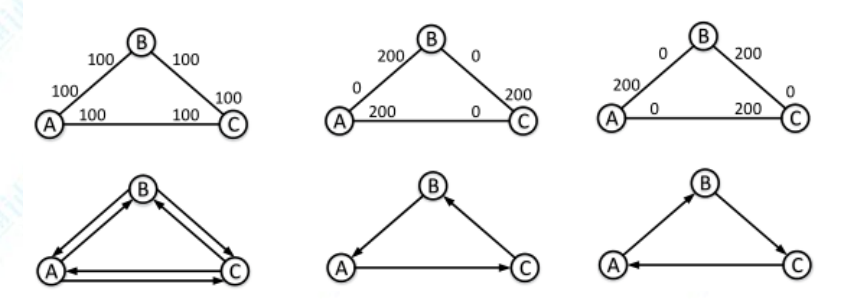 B B B
100 100 200 0 0 200
100 100 0 200 200 0
A 100 100 C A 200 0 C A 0 200 C
B B B
A C A C A C